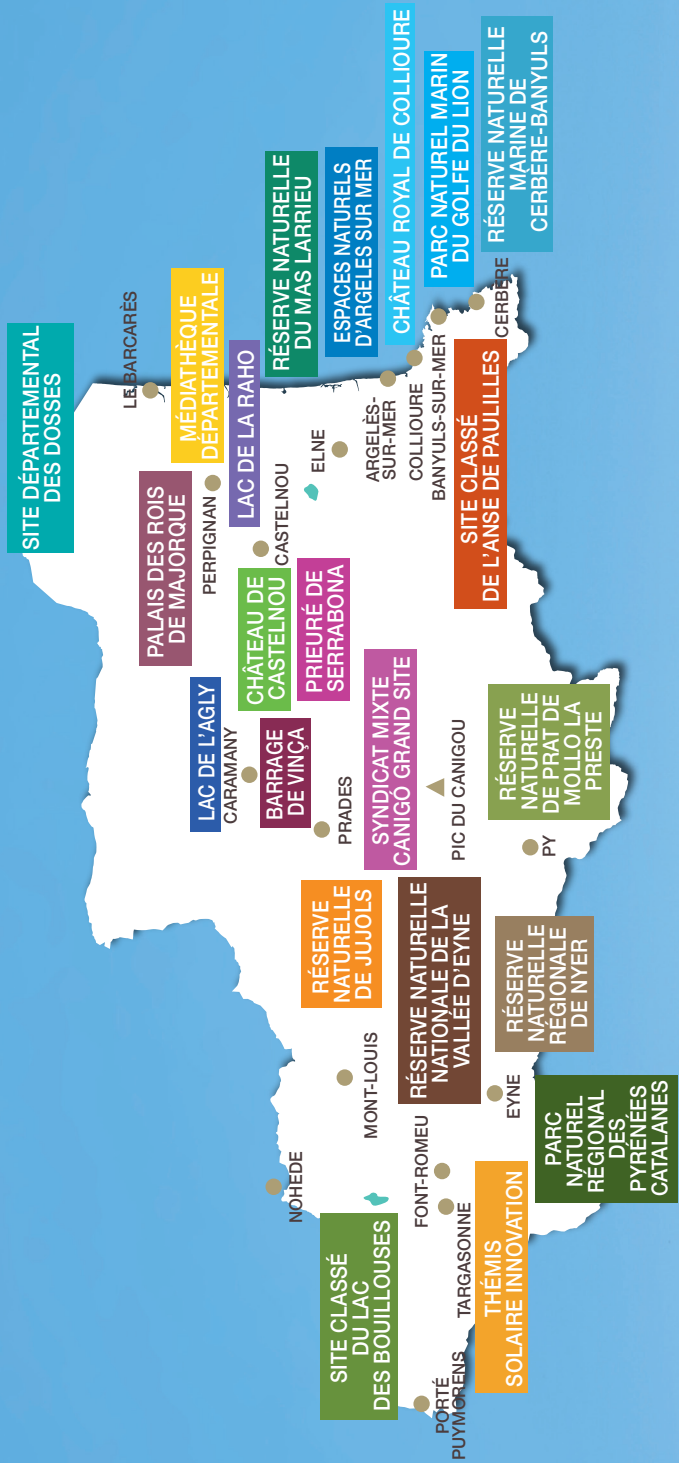 SITE DÉPARTEMENTAL
DES DOSSES
LE BARCARÈS
MÉDIATHÈQUE
DÉPARTEMENTALE
PALAIS DES ROIS
DE MAJORQUE
PERPIGNAN
LAC DE LA RAHO
CASTELNOU
RÉSERVE NATURELLE
DU MAS LARRIEU
ELNE
ESPACES NATURELS
D'ARGELES SUR MER
ARGELÈS-
SUR-MER
CHÂTEAU ROYAL DE COLLIOURE
COLLIOURE
PARC NATUREL MARIN
DU GOLFE DU LION
BANYULS-SUR-MER
RÉSERVE NATURELLE
MARINE DE
CERBÈRE-BANYULS
CERBÈRE
SITE CLASSÉ
DE L'ANSE DE PAULILLES
LAC DE L'AGLY
CARAMANY
CHÂTEAU DE
CASTELNOU
PRIEURÉ DE
SERRABONA
BARRAGE
DE VINÇA
PRADES
SYNDICAT MIXTE
CANIGÓ GRAND SITE
PIC DU CANIGOU
RÉSERVE
NATURELLE
DE PRAT DE
MOLLO LA
PRESTE
PY
RÉSERVE
NATURELLE
DE JUJOLS
RÉSERVE NATURELLE
NATIONALE DE LA
VALLÉE D'EYNE
RÉSERVE
NATURELLE
RÉGIONALE
DE NYER
MONT-LOUIS
EYNE
NOHEDE
FONT-ROMEU
PARC
NATUREL
RÉGIONAL
DES
PYRÉNÉES
CATALANES
SITE CLASSÉ
DU LAC
DES BOUILLOUSES
TARGASONNE
THÉMIS
SOLAIRE INNOVATION
PORTÉ
PUYMORENS